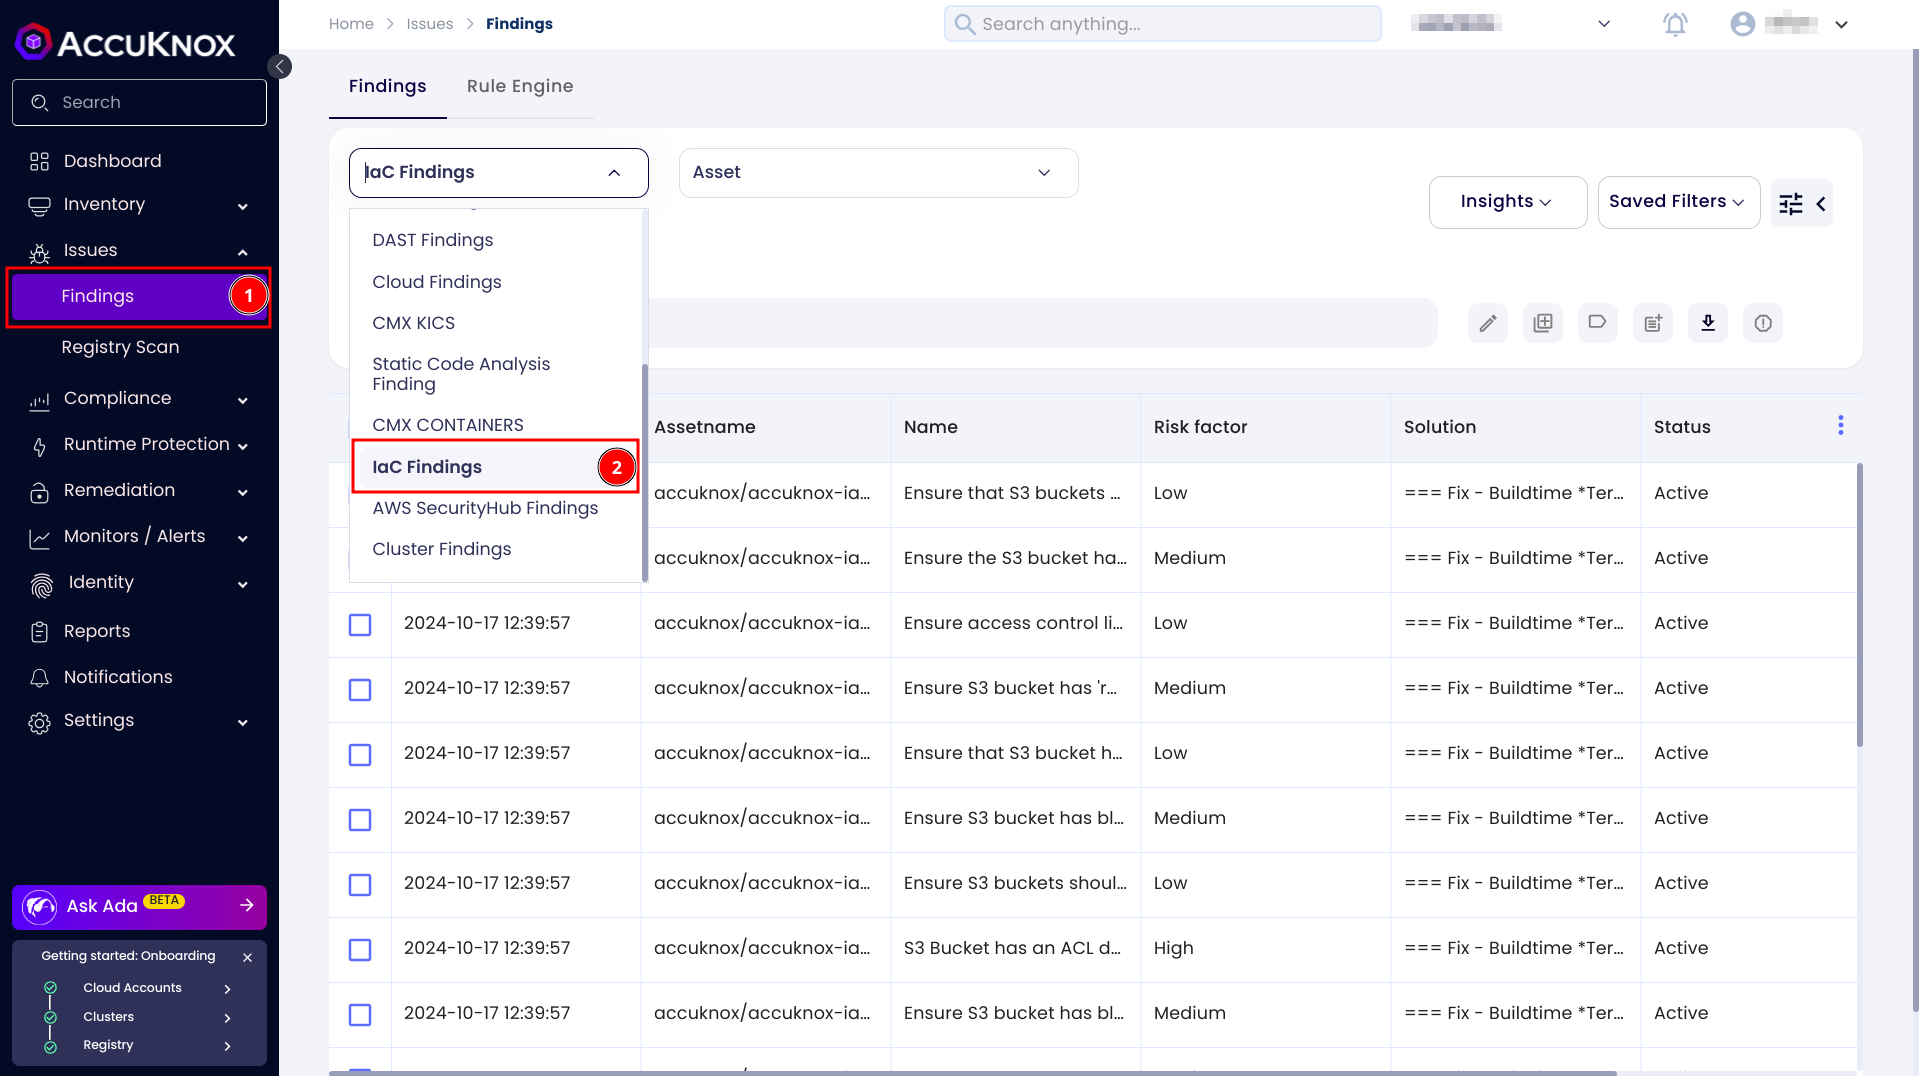 ACCUKNOX
Search
Dashboard
Inventory
Issues
Findings
1
Registry Scan
Compliance
Runtime Protection
Remediation
Monitors / Alerts
Identity
Reports
Notifications
Settings
Ask Ada BETA
Getting started: Onboarding
Cloud Accounts
Clusters
Registry
Home > Issues > Findings
Search anything...
Findings Rule Engine
IaC Findings
Asset
Insights
Saved Filters
DAST Findings
Cloud Findings
CMX KICS
Static Code Analysis
Finding
CMX CONTAINERS
IaC Findings 2
AWS SecurityHub Findings
Cluster Findings
Assetname Name Risk factor Solution Status
accuknox/accuknox-ia... Ensure that S3 buckets ... Low === Fix - Buildtime *Ter... Active
accuknox/accuknox-ia... Ensure the S3 bucket ha... Medium === Fix - Buildtime *Ter... Active
2024-10-17 12:39:57 accuknox/accuknox-ia... Ensure access control li... Low === Fix - Buildtime *Ter... Active
2024-10-17 12:39:57 accuknox/accuknox-ia... Ensure S3 bucket has 'r... Medium === Fix - Buildtime *Ter... Active
2024-10-17 12:39:57 accuknox/accuknox-ia... Ensure that S3 bucket h... Low === Fix - Buildtime *Ter... Active
2024-10-17 12:39:57 accuknox/accuknox-ia... Ensure S3 bucket has bl... Medium === Fix - Buildtime *Ter... Active
2024-10-17 12:39:57 accuknox/accuknox-ia... Ensure S3 buckets shoul... Low === Fix - Buildtime *Ter... Active
2024-10-17 12:39:57 accuknox/accuknox-ia... S3 Bucket has an ACL d... High === Fix - Buildtime *Ter... Active
2024-10-17 12:39:57 accuknox/accuknox-ia... Ensure S3 bucket has bl... Medium === Fix - Buildtime *Ter... Active